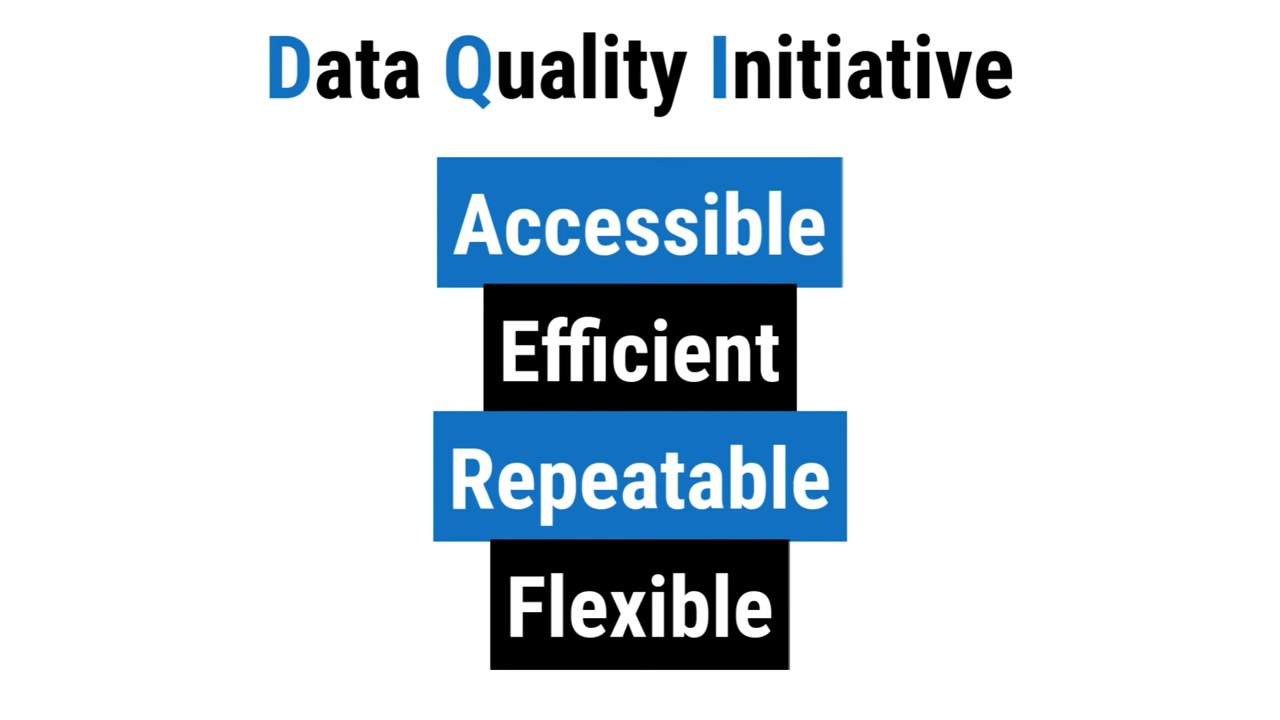 Data Quality Initiative
Accessible
Efficient
Repeatable
Flexible